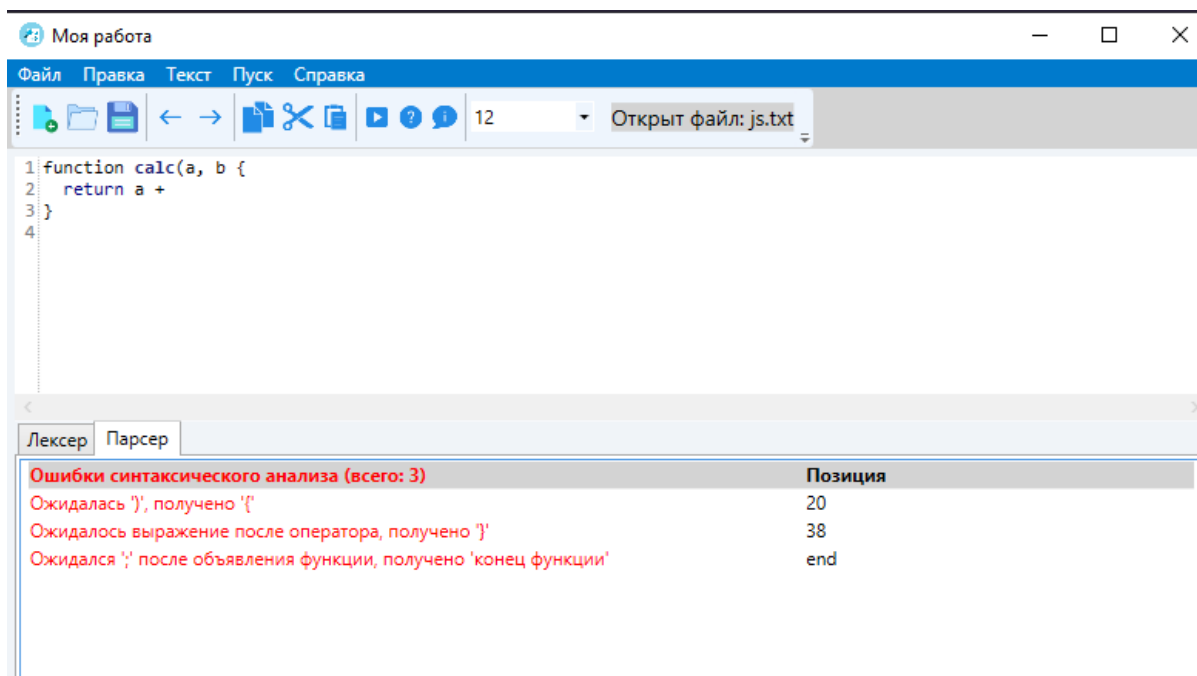 Моя работа
Файл Правка Текст Пуск Справка
12 Открыт файл: js.txt
1 function calc(a, b {
2 return a +
3 }
4
Лексер Парсер
Ошибки синтаксического анализа (всего: 3) Позиция
Ожидалась ')', получено '{' 20
Ожидалось выражение после оператора, получено '}' 38
Ожидался ';' после объявления функции, получено 'конец функции' end